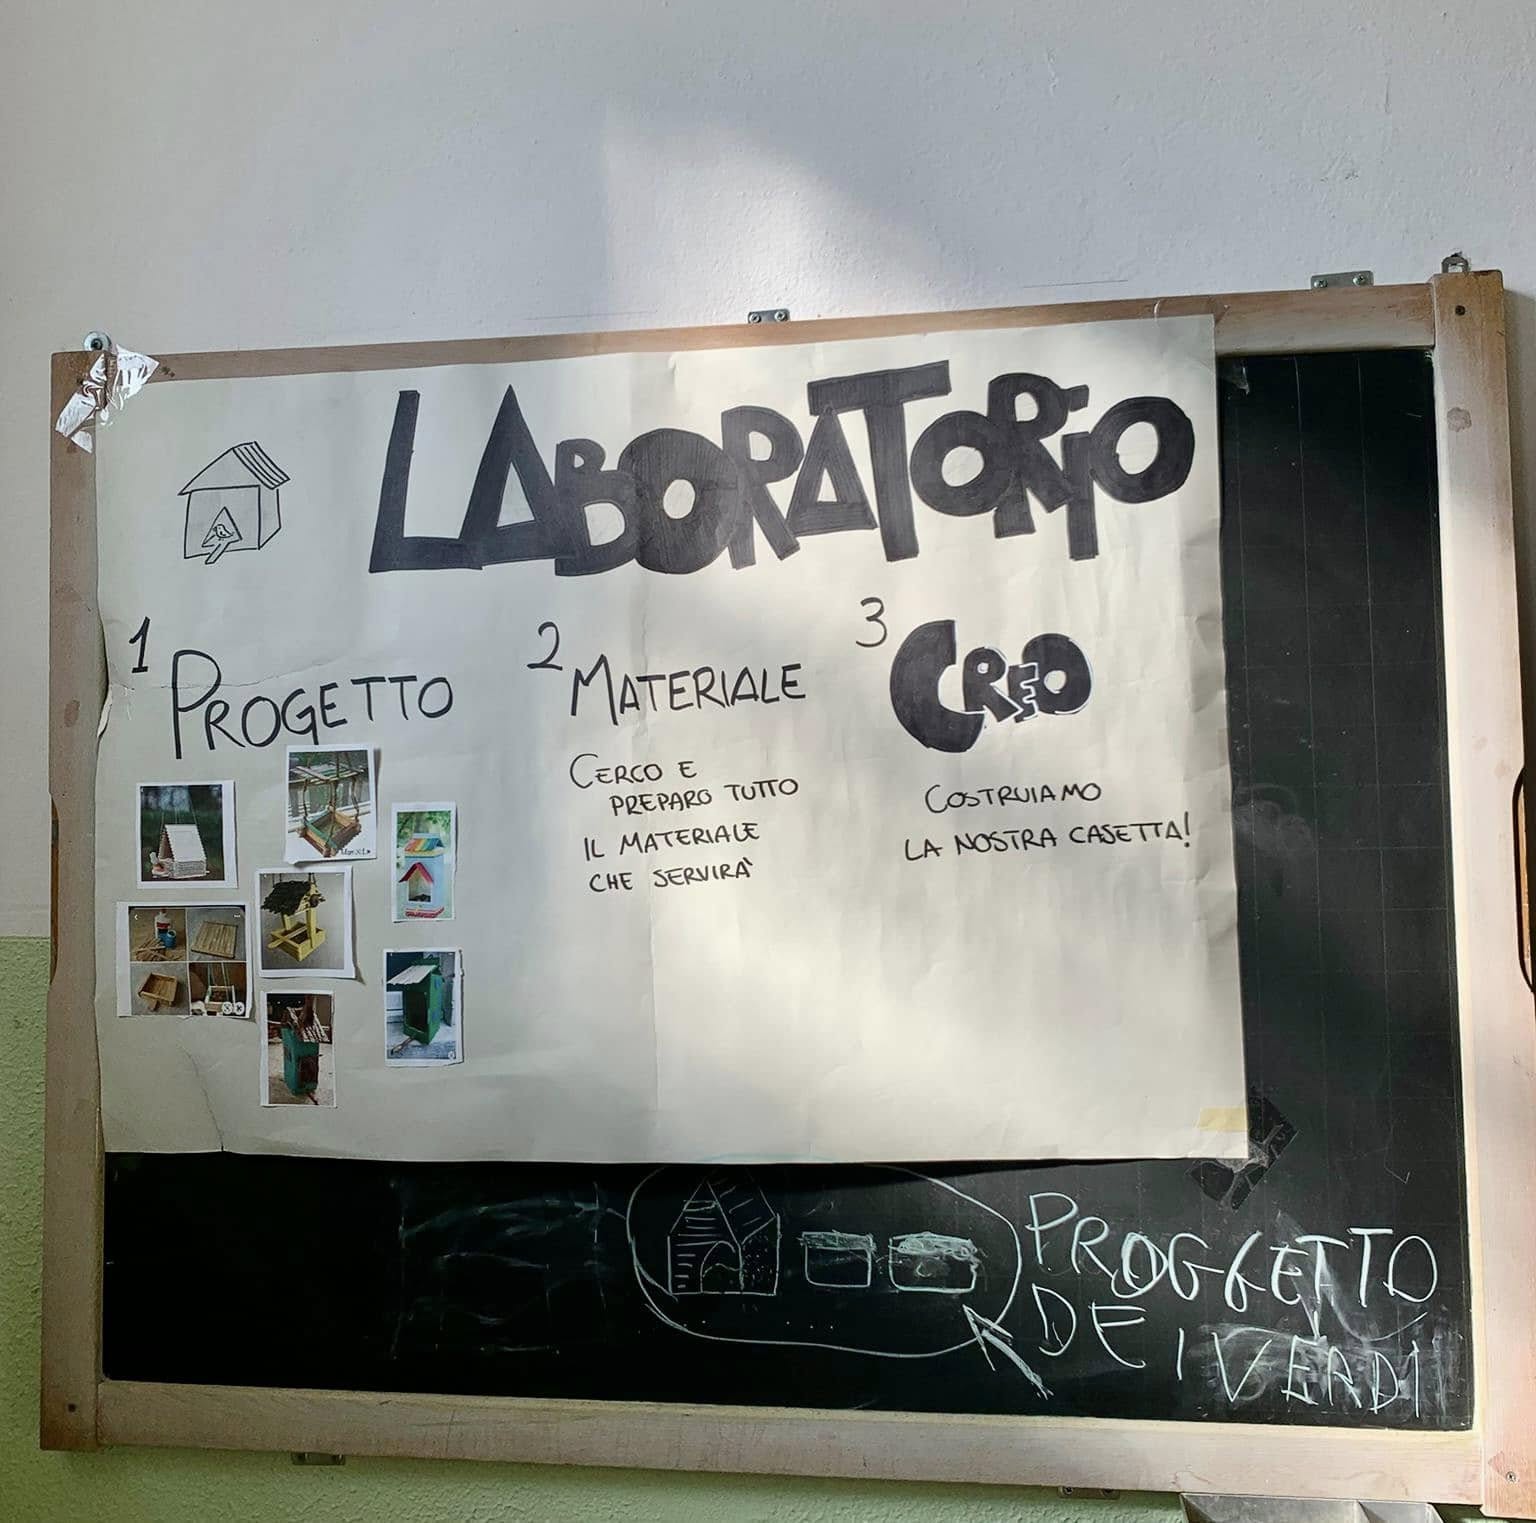 LABORATORIO
1 PROGETTO
2 MATERIALE
CERCO E
PREPARO TUTTO
IL MATERIALE
CHE SERVIRÀ
3 CREO
COSTRUIAMO
LA NOSTRA CASETTA!
PROGGETTO
DEI VERDI